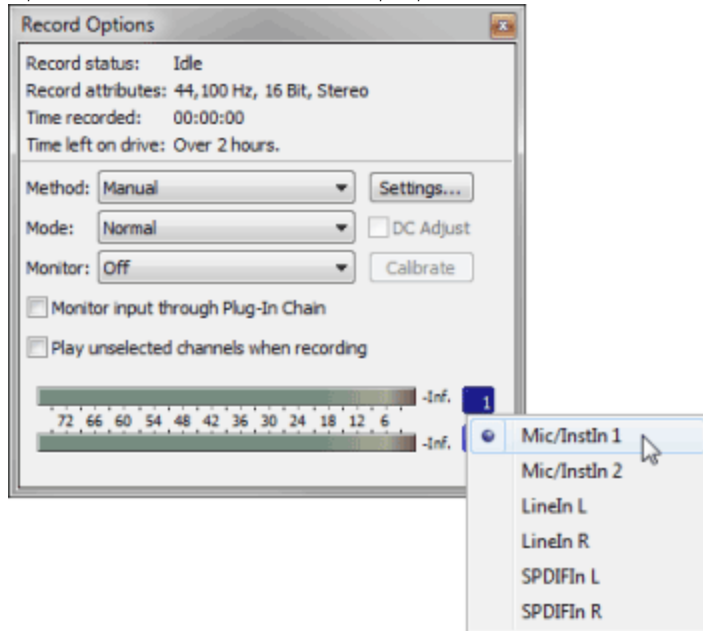 Record Options
Record status: Idle
Record attributes: 44,100 Hz, 16 Bit, Stereo
Time recorded: 00:00:00
Time left on drive: Over 2 hours.
Method: Manual Settings...
Mode: Normal DC Adjust
Monitor: Off Calibrate
Monitor input through Plug-In Chain
Play unselected channels when recording
-Inf. 1
72 66 60 54 48 42 36 30 24 18 12 6
-Inf.
Mic/InstIn 1
Mic/InstIn 2
LineIn L
LineIn R
SPDIFIn L
SPDIFIn R